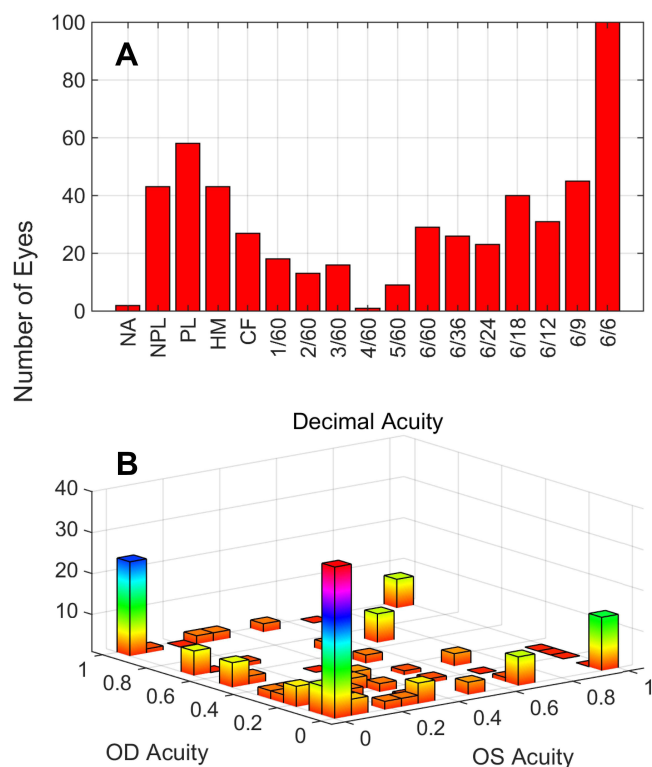 A
100
80
60
40
20
0
Number of Eyes
NA NPL PL HM CF 1/60 2/60 3/60 4/60 5/60 6/60 6/36 6/24 6/18 6/12 6/9 6/6
Decimal Acuity
B
40
30
20
10
1 0.8 0.6 0.4 0.2 0
0 0.2 0.4 0.6 0.8 1
OD Acuity
OS Acuity